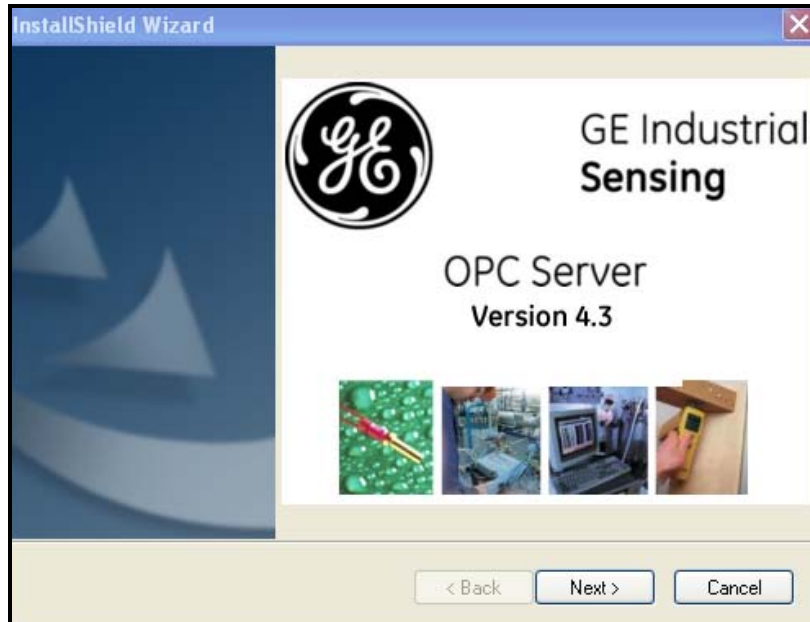 InstallShield Wizard
GE Industrial
Sensing
OPC Server
Version 4.3
< Back
Next >
Cancel